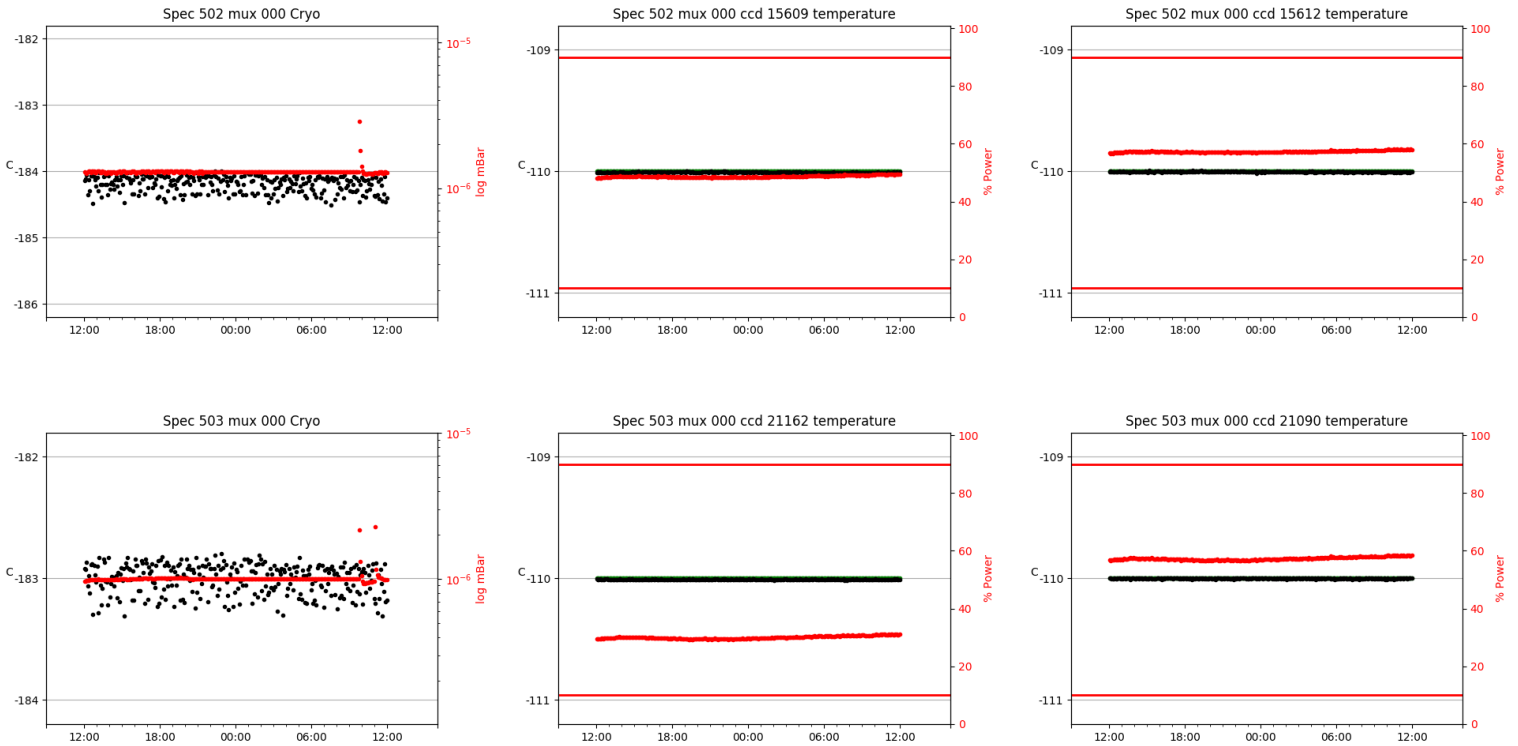 Spec 502 mux 000 Cryo
-182
-183
C
-184
-185
-186
10⁻⁵
10⁻⁶
log mBar
12:00 18:00 00:00 06:00 12:00
Spec 502 mux 000 ccd 15609 temperature
-109
C
-110
-111
100
80
60
40
20
0
% Power
12:00 18:00 00:00 06:00 12:00
Spec 502 mux 000 ccd 15612 temperature
-109
C
-110
-111
100
80
60
40
20
0
% Power
12:00 18:00 00:00 06:00 12:00
Spec 503 mux 000 Cryo
-182
C
-183
-184
10⁻⁵
10⁻⁶
log mBar
12:00 18:00 00:00 06:00 12:00
Spec 503 mux 000 ccd 21162 temperature
-109
C
-110
-111
100
80
60
40
20
0
% Power
12:00 18:00 00:00 06:00 12:00
Spec 503 mux 000 ccd 21090 temperature
-109
C
-110
-111
100
80
60
40
20
0
% Power
12:00 18:00 00:00 06:00 12:00